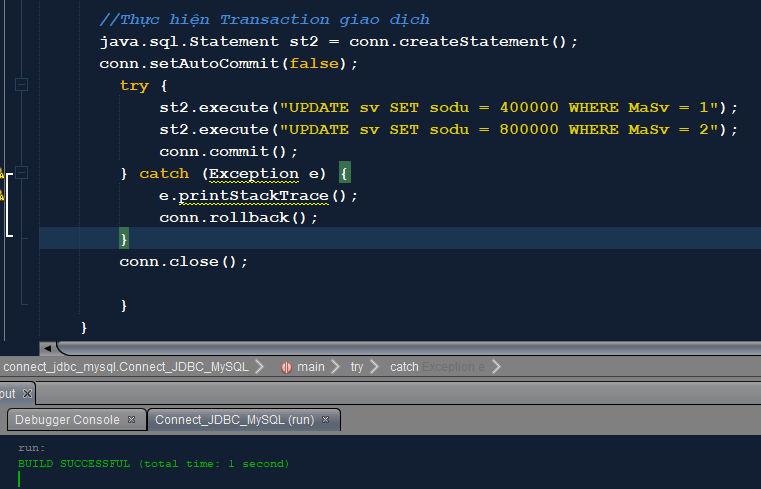 //Thực hiện Transaction giao dịch
java.sql.Statement st2 = conn.createStatement();
conn.setAutoCommit(false);
try {
st2.execute("UPDATE sv SET sodu = 400000 WHERE MaSv = 1");
st2.execute("UPDATE sv SET sodu = 800000 WHERE MaSv = 2");
conn.commit();
} catch (Exception e) {
e.printStackTrace();
conn.rollback();
}
conn.close();
}
}
connect_jdbc_mysql.Connect_JDBC_MySQL main try catch Exception e
put
Debugger Console Connect_JDBC_MySQL (run)
run:
BUILD SUCCESSFUL (total time: 1 second)